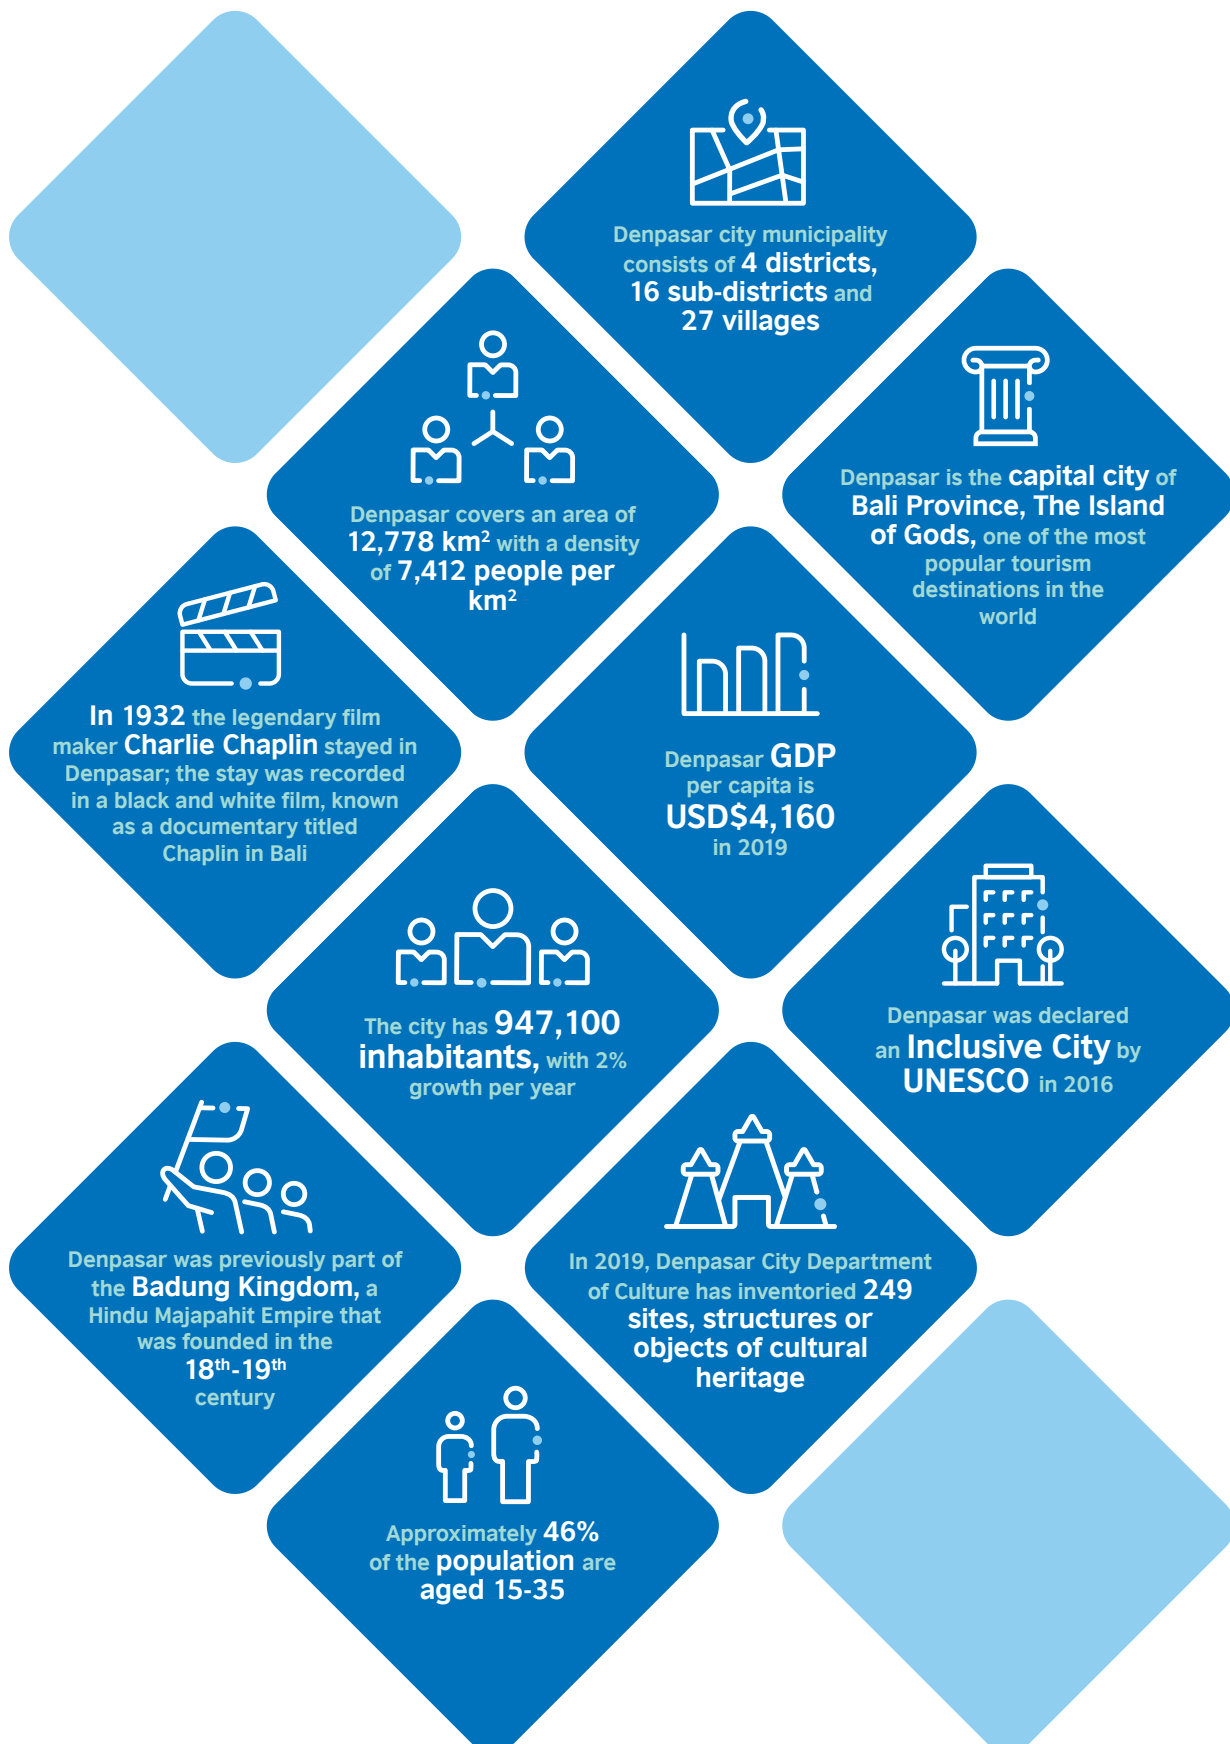 Denpasar city municipality
consists of 4 districts,
16 sub-districts and
27 villages
Denpasar covers an area of
12,778 km² with a density
of 7,412 people per
km²
Denpasar is the capital city of
Bali Province, The Island
of Gods, one of the most
popular tourism
destinations in the
world
In 1932 the legendary film
maker Charlie Chaplin stayed in
Denpasar; the stay was recorded
in a black and white film, known
as a documentary titled
Chaplin in Bali
Denpasar GDP
per capita is
USD$4,160
in 2019
The city has 947,100
inhabitants, with 2%
growth per year
Denpasar was declared
an Inclusive City by
UNESCO in 2016
Denpasar was previously part of
the Badung Kingdom, a
Hindu Majapahit Empire that
was founded in the
18th-19th
century
In 2019, Denpasar City Department
of Culture has inventoried 249
sites, structures or
objects of cultural
heritage
Approximately 46%
of the population are
aged 15-35